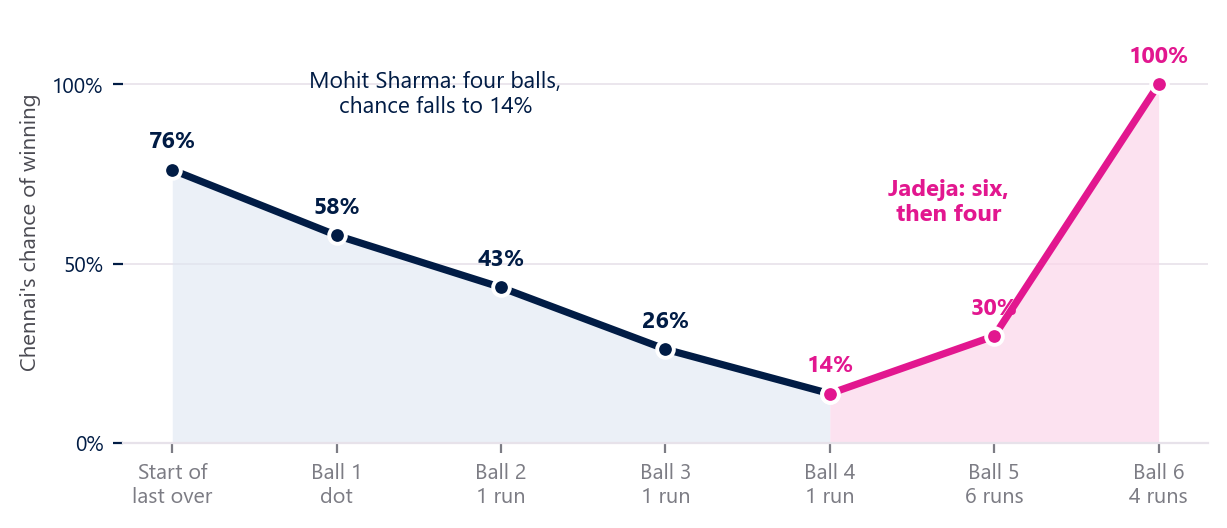 Chennai's chance of winning
100%
50%
0%
Mohit Sharma: four balls,
chance falls to 14%
76%
58%
43%
26%
14%
30%
100%
Jadeja: six,
then four
Start of
last over
Ball 1
dot
Ball 2
1 run
Ball 3
1 run
Ball 4
1 run
Ball 5
6 runs
Ball 6
4 runs